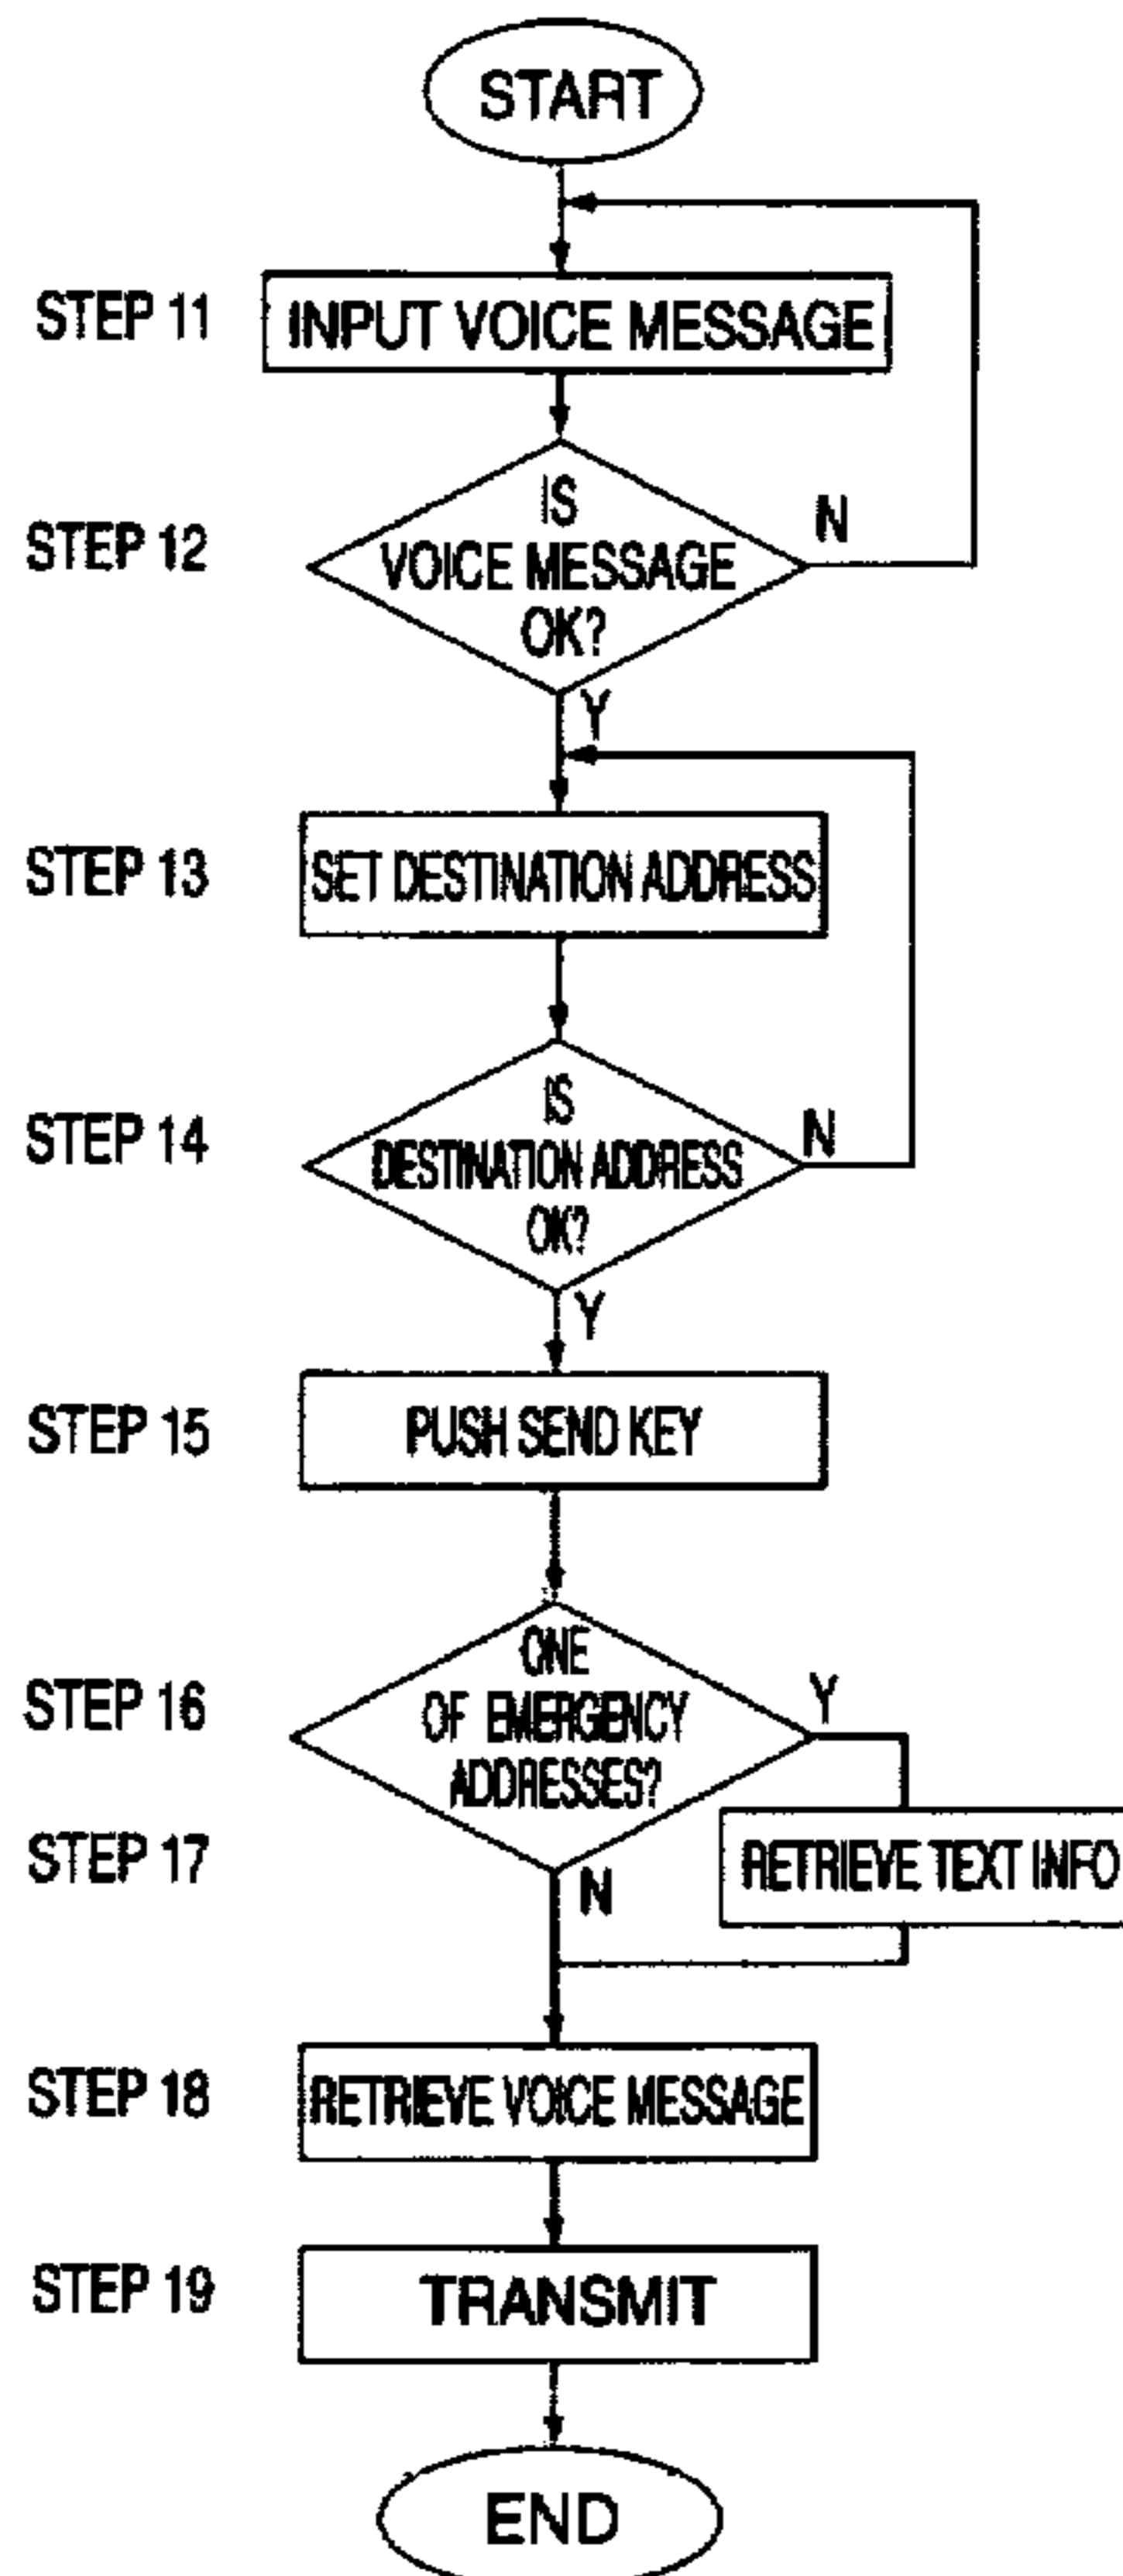 START
STEP 11
INPUT VOICE MESSAGE
STEP 12
IS
VOICE MESSAGE
OK?
N
Y
STEP 13
SET DESTINATION ADDRESS
STEP 14
IS
DESTINATION ADDRESS
OK?
N
Y
STEP 15
PUSH SEND KEY
STEP 16
ONE
OF EMERGENCY
ADDRESSES?
Y
STEP 17
RETRIEVE TEXT INFO
N
STEP 18
RETRIEVE VOICE MESSAGE
STEP 19
TRANSMIT
END